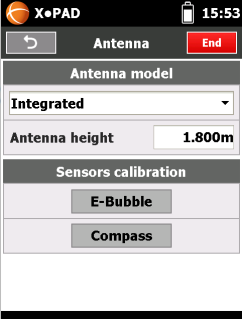 X●PAD 15:53
Antenna End
Antenna model
Integrated
Antenna height 1.800m
Sensors calibration
E-Bubble
Compass